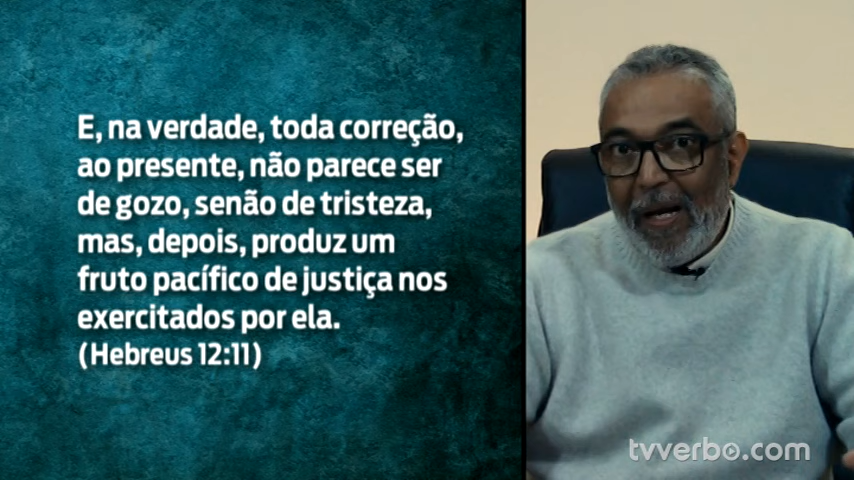 E, na verdade, toda correção,
ao presente, não parece ser
de gozo, senão de tristeza,
mas, depois, produz um
fruto pacífico de justiça nos
exercitados por ela.
(Hebreus 12:11)
tvverbo.com